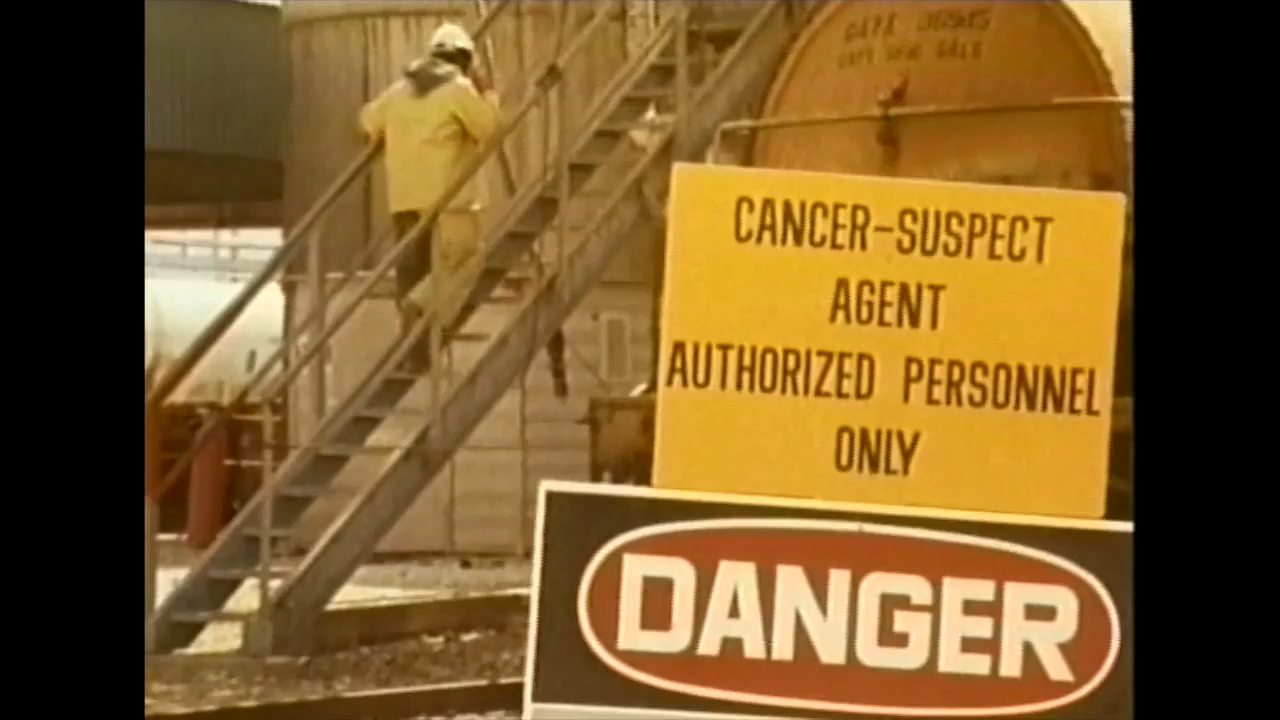 CANCER-SUSPECT
AGENT
AUTHORIZED PERSONNEL
ONLY
DANGER